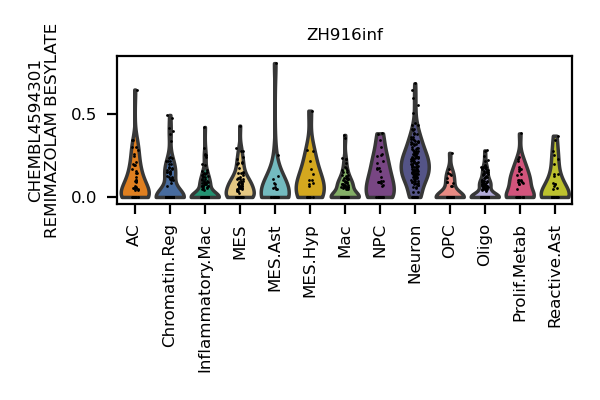 ZH916inf
CHEMBL4594301
REMIMAZOLAM BESYLATE
0.5
0.0
AC
Chromatin.Reg
Inflammatory.Mac
MES
MES.Ast
MES.Hyp
Mac
NPC
Neuron
OPC
Oligo
Prolif.Metab
Reactive.Ast